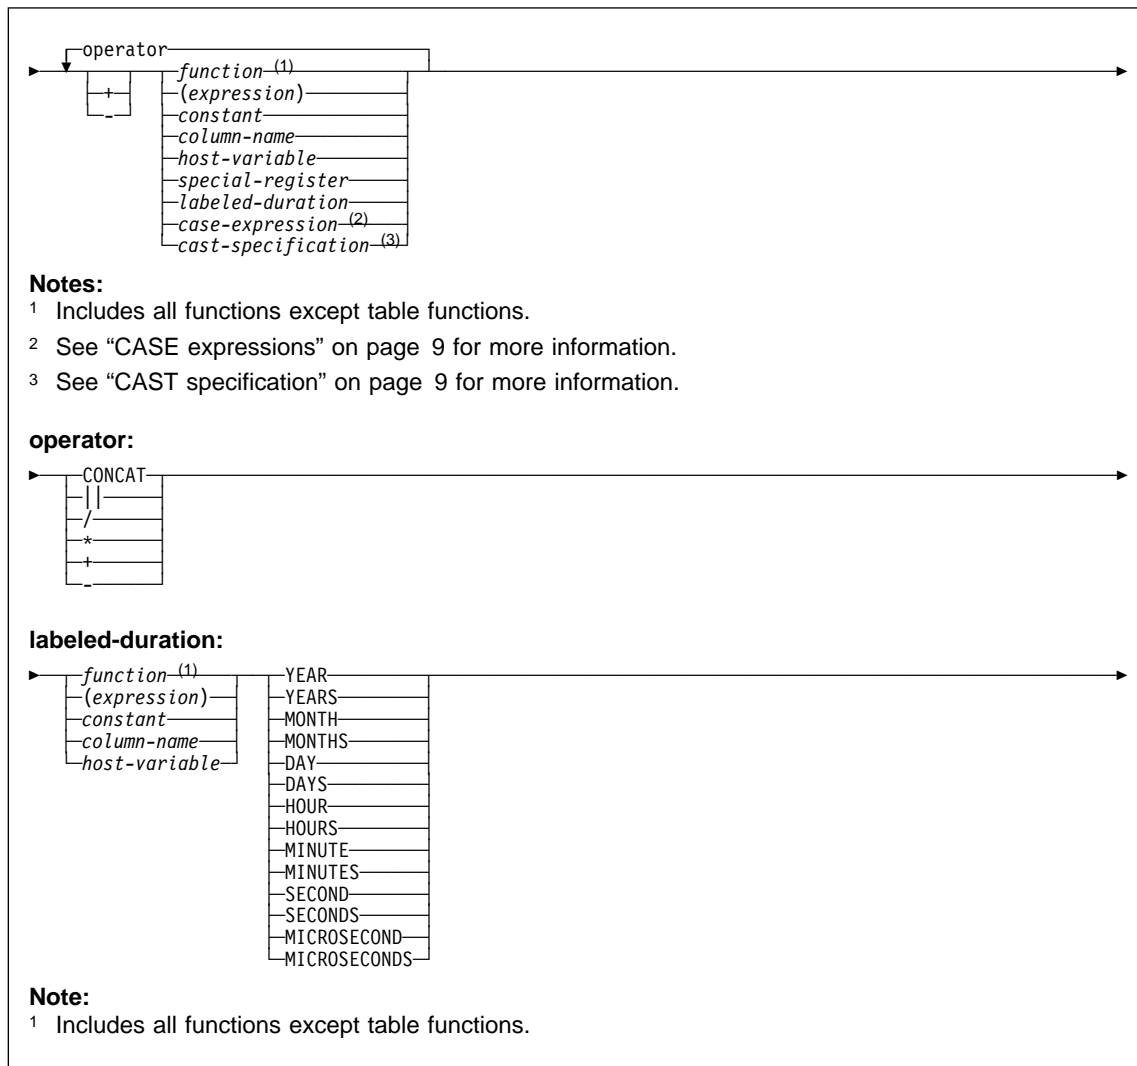 operator
function (1)
+ (expression)
- constant
column-name
host-variable
special-register
labeled-duration
case-expression (2)
cast-specification (3)
Notes:
1 Includes all functions except table functions.
2 See “CASE expressions” on page 9 for more information.
3 See “CAST specification” on page 9 for more information.
operator:
CONCAT
||
/
*
+
-
labeled-duration:
function (1) YEAR
(expression) YEARS
constant MONTH
column-name MONTHS
host-variable DAY
DAYS
HOUR
HOURS
MINUTE
MINUTES
SECOND
SECONDS
MICROSECOND
MICROSECONDS
Note:
1 Includes all functions except table functions.